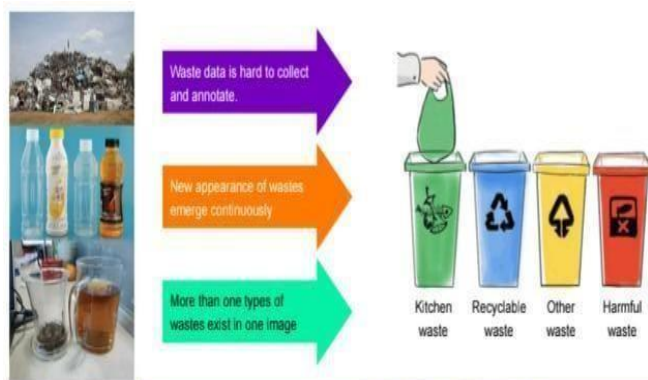 Waste data is hard to collect
and annotate.
New appearance of wastes
emerge continuously
More than one types of
wastes exist in one image
Kitchen
waste
Recyclable
waste
Other
waste
Harmful
waste